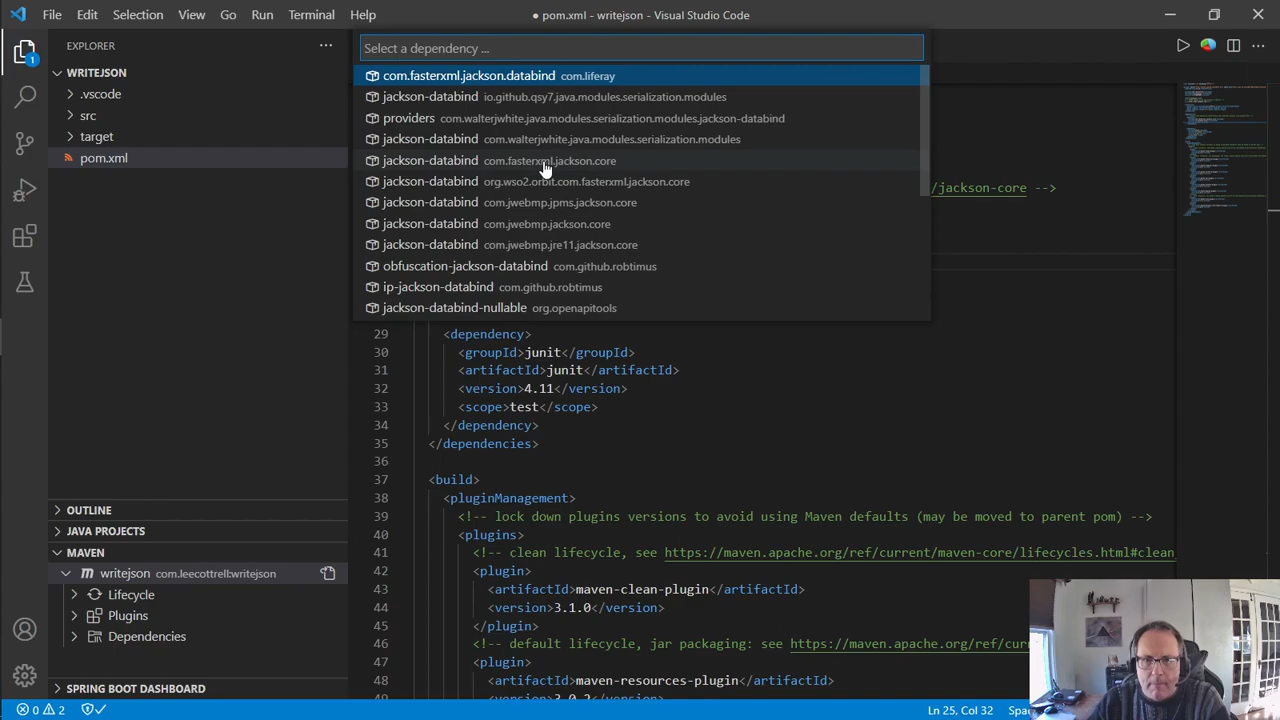 File Edit Selection View Go Run Terminal Help
● pom.xml - writejson - Visual Studio Code
EXPLORER
1
WRITEJSON
.vscode
src
target
pom.xml
Select a dependency ...
com.fasterxml.jackson.databind com.liferay
jackson-databind io.github.qsy7.java.modules.serialization.modules
providers com.walterjwhite.java.modules.serialization.modules.jackson-databind
jackson-databind com.walterjwhite.java.modules.serialization.modules
jackson-databind com.fasterxml.jackson.core
jackson-databind
jackson-databind com.jwebmp.jpms.jackson.core
jackson-databind com.jwebmp.jackson.core
jackson-databind com.jwebmp.jre11.jackson.core
obfuscation-jackson-databind com.github.robtimus
ip-jackson-databind com.github.robtimus
jackson-databind-nullable org.openapitools
/jackson-core -->
29 <dependency>
30 <groupId>junit</groupId>
31 <artifactId>junit</artifactId>
32 <version>4.11</version>
33 <scope>test</scope>
34 </dependency>
35 </dependencies>
36
37 <build>
38 <pluginManagement>
39 <!-- lock down plugins versions to avoid using Maven defaults (may be moved to parent pom) -->
40 <plugins>
41 <!-- clean lifecycle, see https://maven.apache.org/ref/current/maven-core/lifecycles.html#clean
42 <plugin>
43 <artifactId>maven-clean-plugin</artifactId>
44 <version>3.1.0</version>
45 </plugin>
46 <!-- default lifecycle, jar packaging: see https://maven.apache.org/ref/cur
47 <plugin>
48 <artifactId>maven-resources-plugin</artifactId>
49 <version>3.0.2</version>
OUTLINE
JAVA PROJECTS
MAVEN
writejson com.leecottrell:writejson
Lifecycle
Plugins
Dependencies
SPRING BOOT DASHBOARD
0 2
Ln 25, Col 32